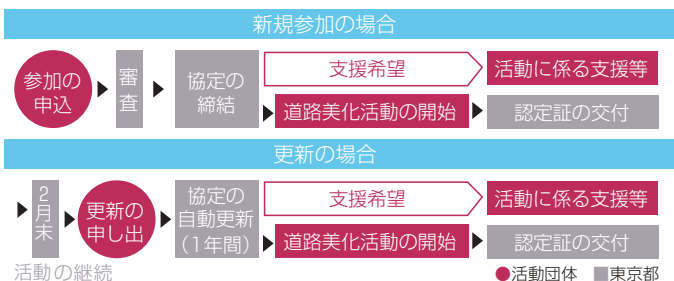 新規参加の場合
参加の
申込
審査
協定の
締結
支援希望
活動に係る支援等
道路美化活動の開始
認定証の交付
更新の場合
2月末
更新の
申し出
協定の
自動更新
(1年間)
支援希望
活動に係る支援等
道路美化活動の開始
認定証の交付
活動の継続
●活動団体 ■東京都